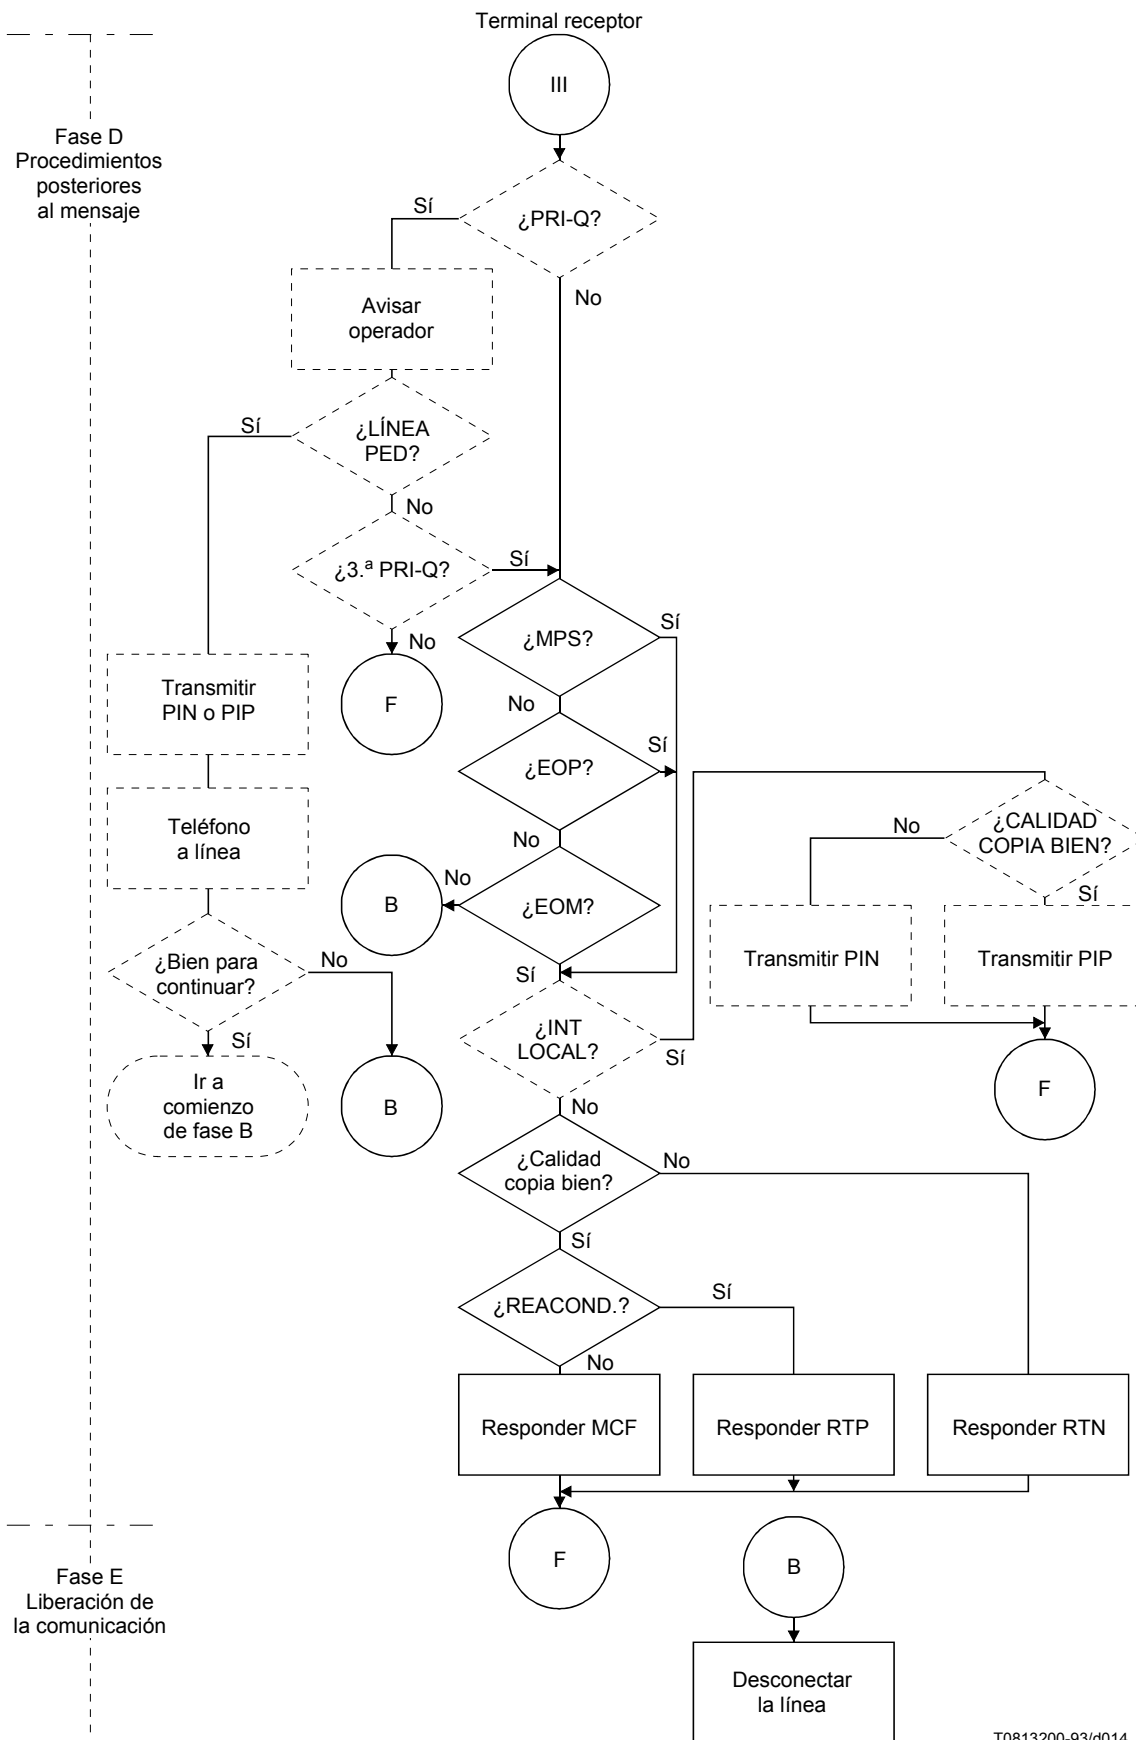 Terminal receptor
III
Fase D
Procedimientos
posteriores
al mensaje
¿PRI-Q?
Sí
No
Avisar
operador
¿LÍNEA
PED?
Sí
No
¿3.ª PRI-Q?
Sí
No
F
¿MPS?
Sí
No
Transmitir
PIN o PIP
¿EOP?
Sí
No
Teléfono
a línea
¿CALIDAD
COPIA BIEN?
No
Sí
B
No
¿EOM?
Sí
Transmitir PIN
Transmitir PIP
¿Bien para
continuar?
No
Sí
¿INT
LOCAL?
Sí
No
F
Ir a
comienzo
de fase B
B
¿Calidad
copia bien?
No
Sí
¿REACOND.?
Sí
No
Responder MCF
Responder RTP
Responder RTN
F
B
Fase E
Liberación de
la comunicación
Desconectar
la línea
T0813200-93/d014